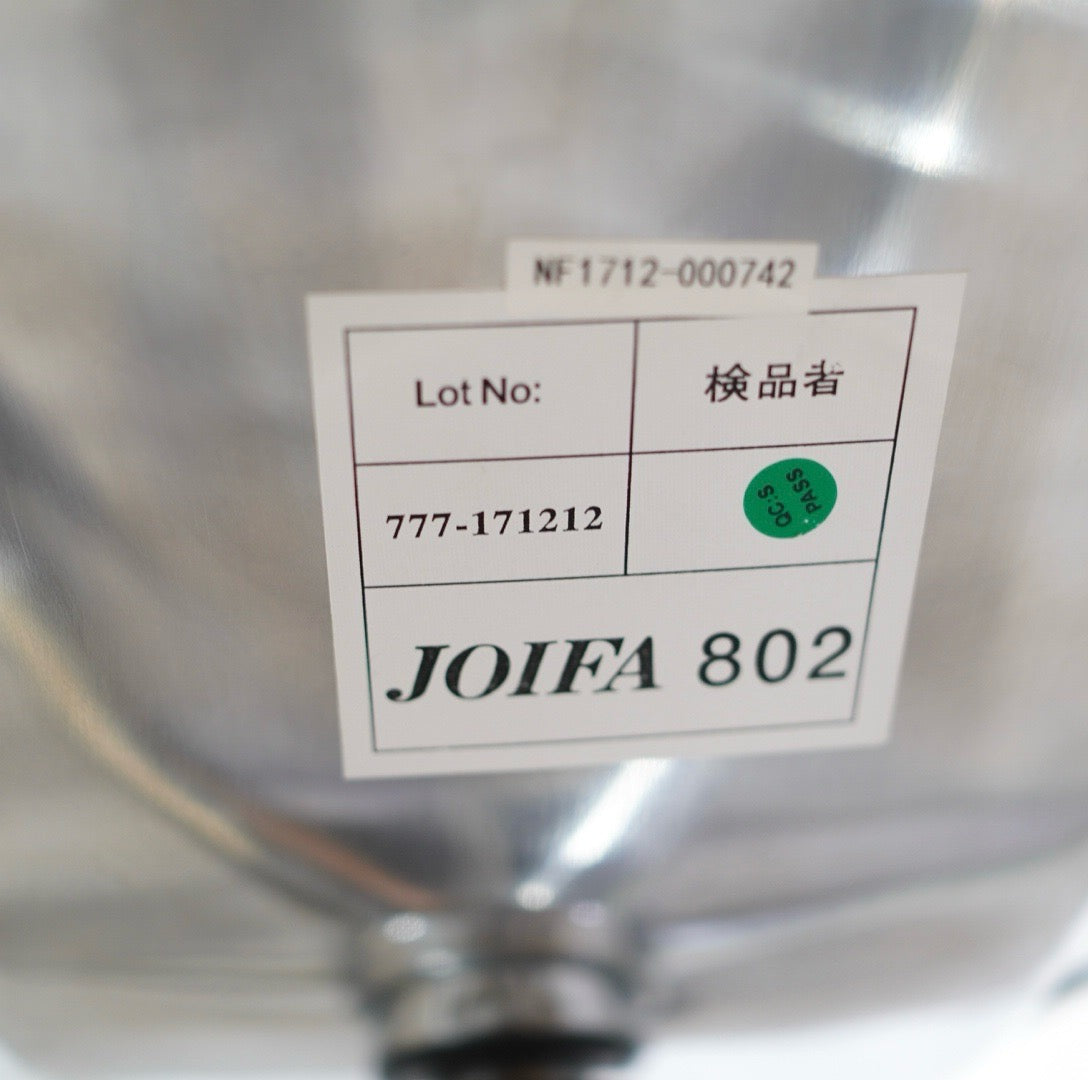 NF1712-000742
Lot No:
検品者
777-171212
QC:S
PASS
JOIFA 802